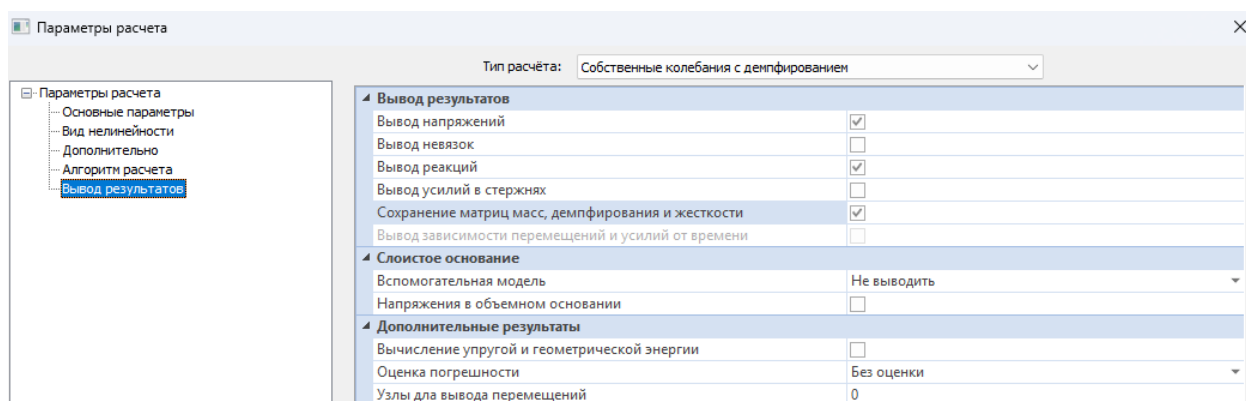 Параметры расчета
Тип расчёта: Собственные колебания с демпфированием
Параметры расчета
Основные параметры
Вид нелинейности
Дополнительно
Алгоритм расчета
Вывод результатов
Вывод результатов
Вывод напряжений
Вывод невязок
Вывод реакций
Вывод усилий в стержнях
Сохранение матриц масс, демпфирования и жесткости
Вывод зависимости перемещений и усилий от времени
Слоистое основание
Вспомогательная модель Не выводить
Напряжения в объемном основании
Дополнительные результаты
Вычисление упругой и геометрической энергии
Оценка погрешности Без оценки
Узлы для вывода перемещений 0